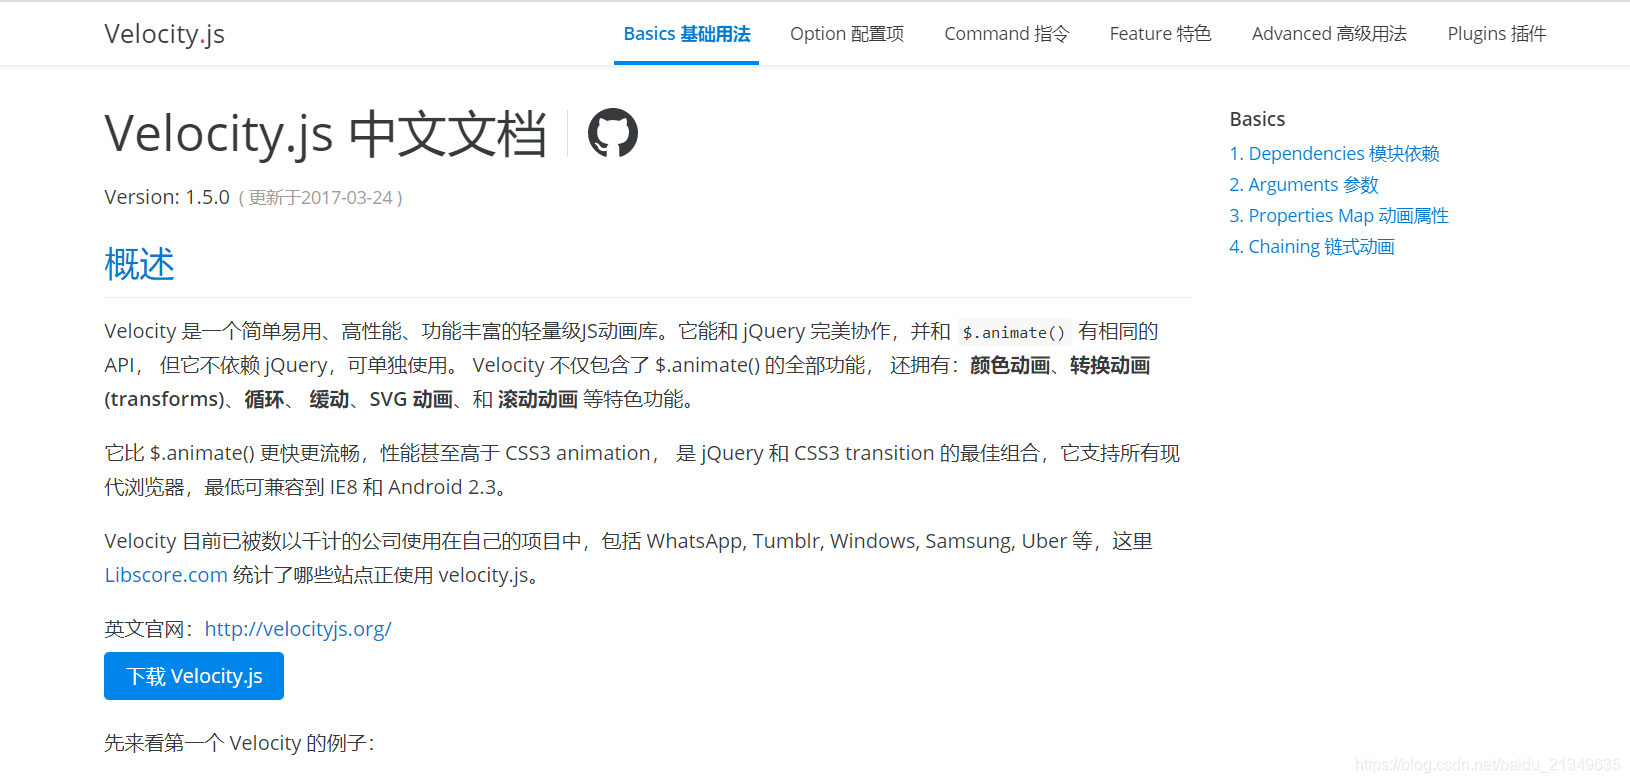 Velocity.js
Basics 基础用法
Option 配置项
Command 指令
Feature 特色
Advanced 高级用法
Plugins 插件
Velocity.js 中文文档
Version: 1.5.0 ( 更新于2017-03-24 )
概述
Velocity 是一个简单易用、高性能、功能丰富的轻量级JS动画库。它能和 jQuery 完美协作，并和 $.animate() 有相同的
API， 但它不依赖 jQuery，可单独使用。 Velocity 不仅包含了 $.animate() 的全部功能， 还拥有：颜色动画、转换动画
(transforms)、循环、 缓动、SVG 动画、和 滚动动画 等特色功能。
它比 $.animate() 更快更流畅，性能甚至高于 CSS3 animation， 是 jQuery 和 CSS3 transition 的最佳组合，它支持所有现
代浏览器，最低可兼容到 IE8 和 Android 2.3。
Velocity 目前已被数以千计的公司使用在自己的项目中，包括 WhatsApp, Tumblr, Windows, Samsung, Uber 等，这里
Libscore.com 统计了哪些站点正使用 velocity.js。
英文官网：http://velocityjs.org/
下载 Velocity.js
先来看第一个 Velocity 的例子：
Basics
1. Dependencies 模块依赖
2. Arguments 参数
3. Properties Map 动画属性
4. Chaining 链式动画
https://blog.csdn.net/baidu_21349635